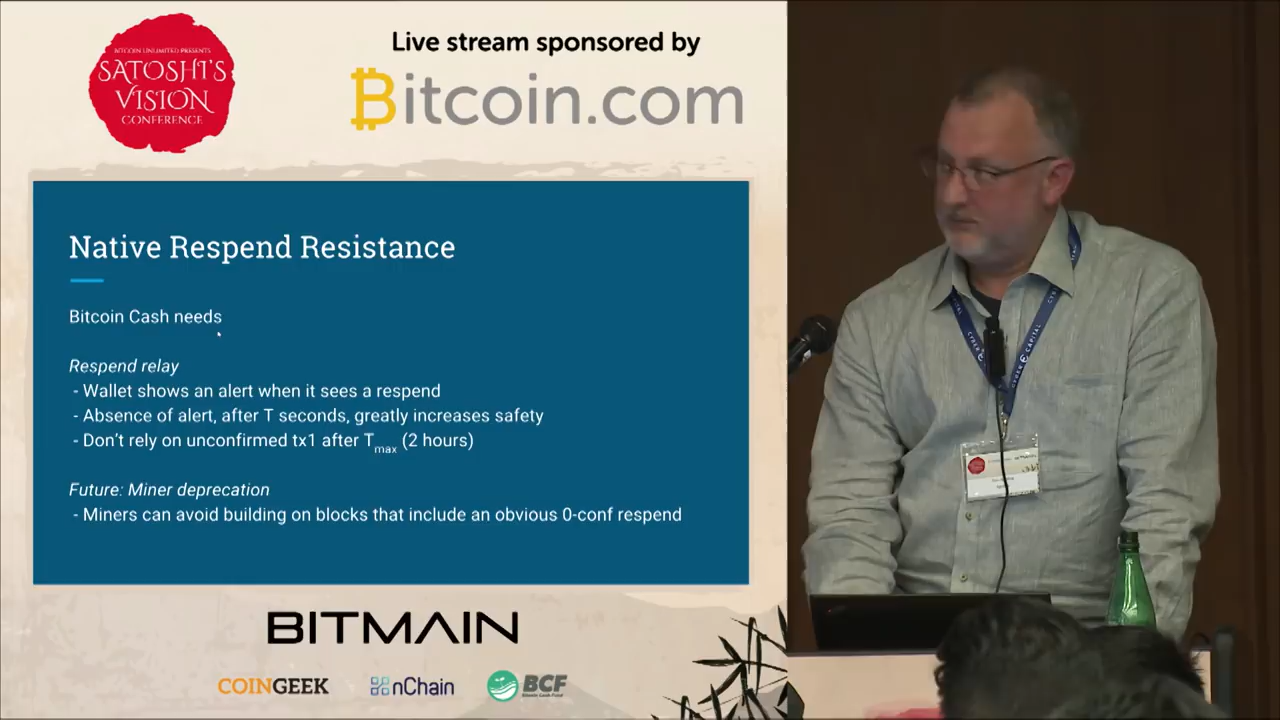 BITCOIN UNLIMITED PRESENTS
SATOSHI'S
VISION
CONFERENCE
Live stream sponsored by
Bitcoin.com
Native Respend Resistance
Bitcoin Cash needs
Respend relay
- Wallet shows an alert when it sees a respend
- Absence of alert, after T seconds, greatly increases safety
- Don't rely on unconfirmed tx1 after Tmax (2 hours)
Future: Miner deprecation
- Miners can avoid building on blocks that include an obvious 0-conf respend
BITMAIN
COINGEEK
nChain
BCF
CYBER CAPITAL